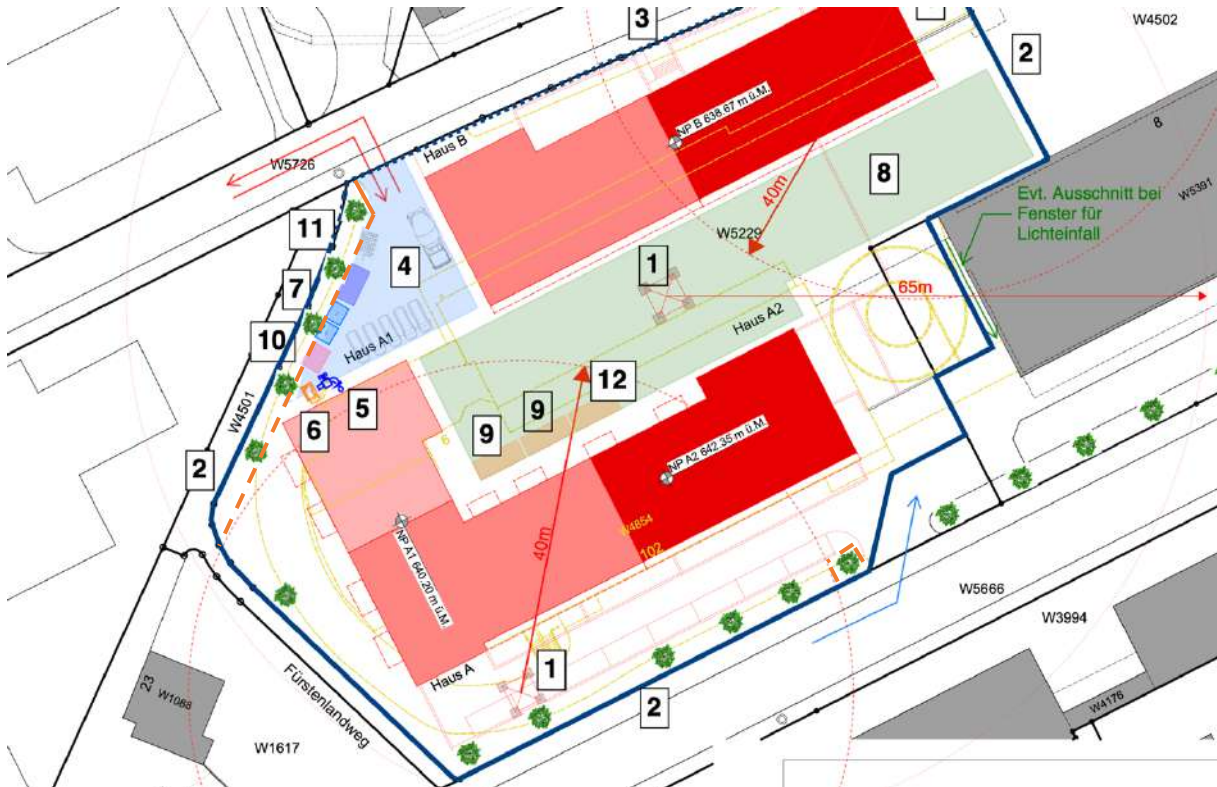 3
W4502
2
NP B 638.67 m ü.M.
8
Haus B
W5726
40m
8
W5391
Evt. Ausschnitt bei
Fenster für
Lichteinfall
11
W5229
4
1
7
65m
Haus A2
10
Haus A1
12
5
9
W4501
6
9
6
2
NP A2 642.35 m ü.M.
W4854
40m
102
NP A1 640.20 m ü.M.
W5666
W3994
Haus A
1
23
W1088
Fürstenlandweg
2
W4176
W1617